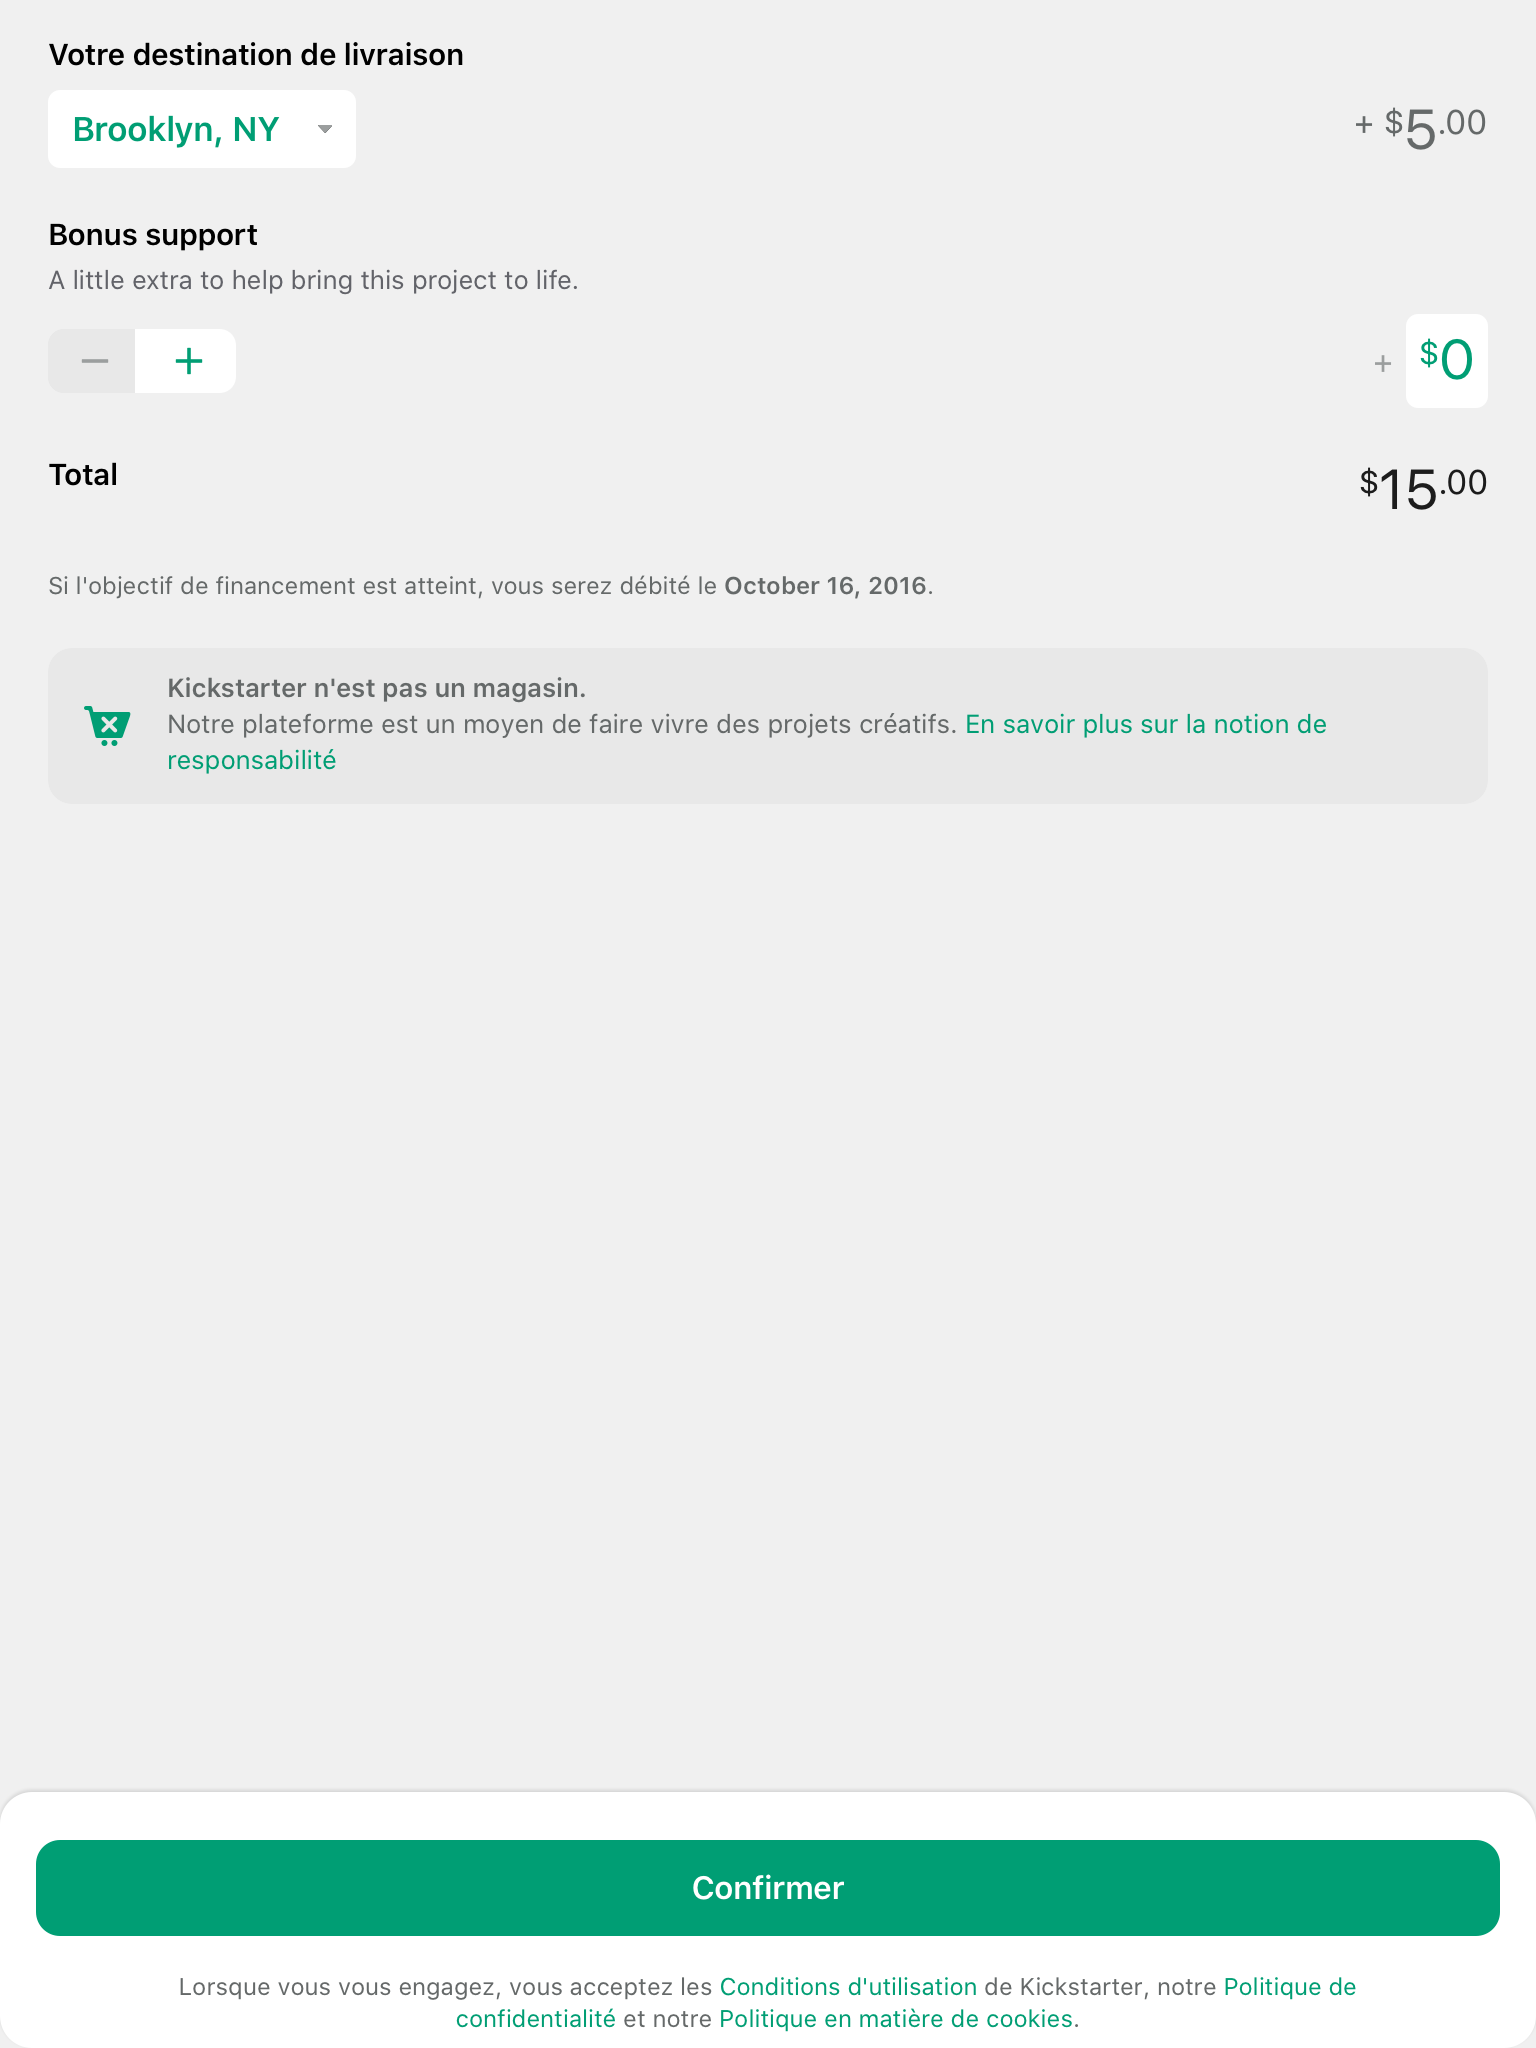 Votre destination de livraison
Brooklyn, NY
+ $5.00
Bonus support
A little extra to help bring this project to life.
− +
+ $0
Total
$15.00
Si l'objectif de financement est atteint, vous serez débité le October 16, 2016.
Kickstarter n'est pas un magasin.
Notre plateforme est un moyen de faire vivre des projets créatifs. En savoir plus sur la notion de
responsabilité
Confirmer
Lorsque vous vous engagez, vous acceptez les Conditions d'utilisation de Kickstarter, notre Politique de
confidentialité et notre Politique en matière de cookies.